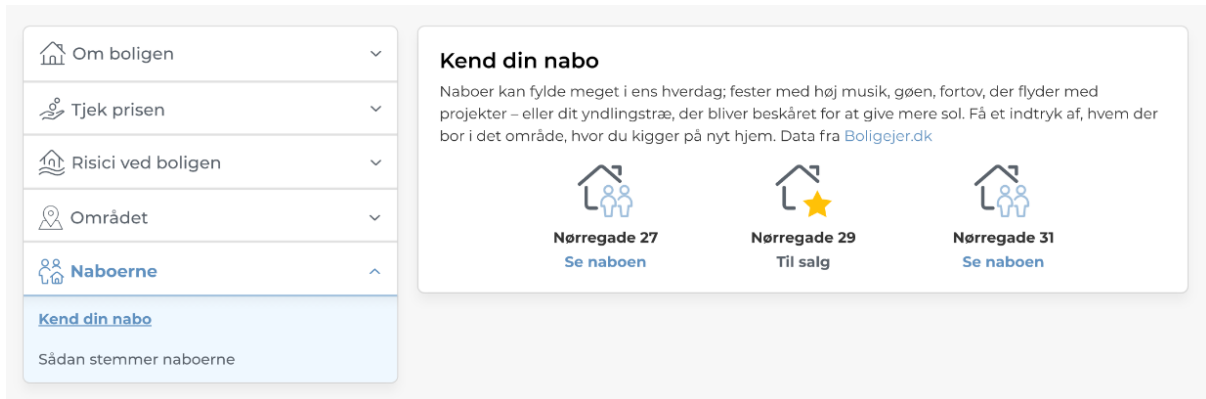 Om boligen
Tjek prisen
Risici ved boligen
Området
Naboerne
Kend din nabo
Sådan stemmer naboerne
Kend din nabo
Naboer kan fylde meget i ens hverdag; fester med høj musik, gøen, fortov, der flyder med
projekter – eller dit yndlingstræ, der bliver beskåret for at give mere sol. Få et indtryk af, hvem der
bor i det område, hvor du kigger på nyt hjem. Data fra Boligejer.dk
Nørregade 27
Se naboen
Nørregade 29
Til salg
Nørregade 31
Se naboen